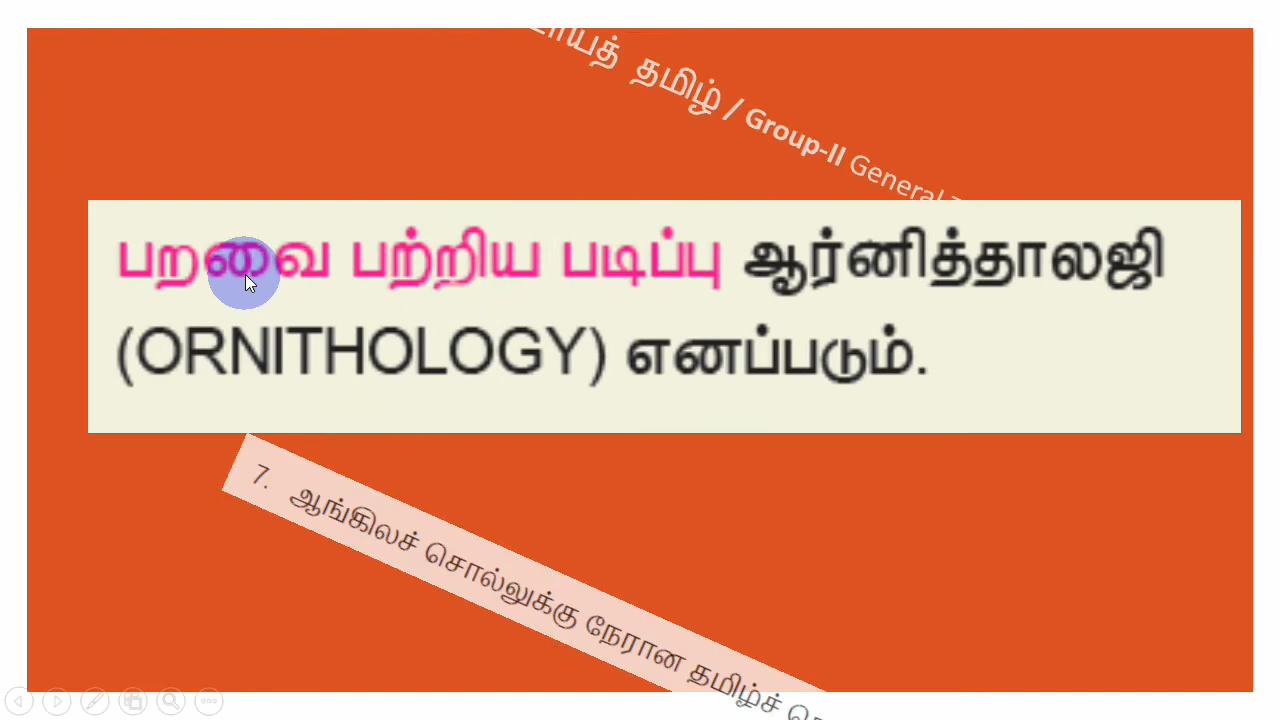 தமிழ் / Group-II General
பறவை பற்றிய படிப்பு ஆர்னித்தாலஜி
(ORNITHOLOGY) எனப்படும்.
7. ஆங்கிலச் சொல்லுக்கு நேரான தமிழ்ச்